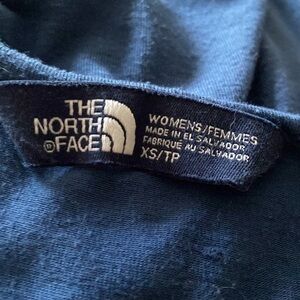 THE
NORTH
FACE
WOMENS/FEMMES
MADE IN EL SALVADOR
FABRIQUE AU SALVADOR
XS/TP